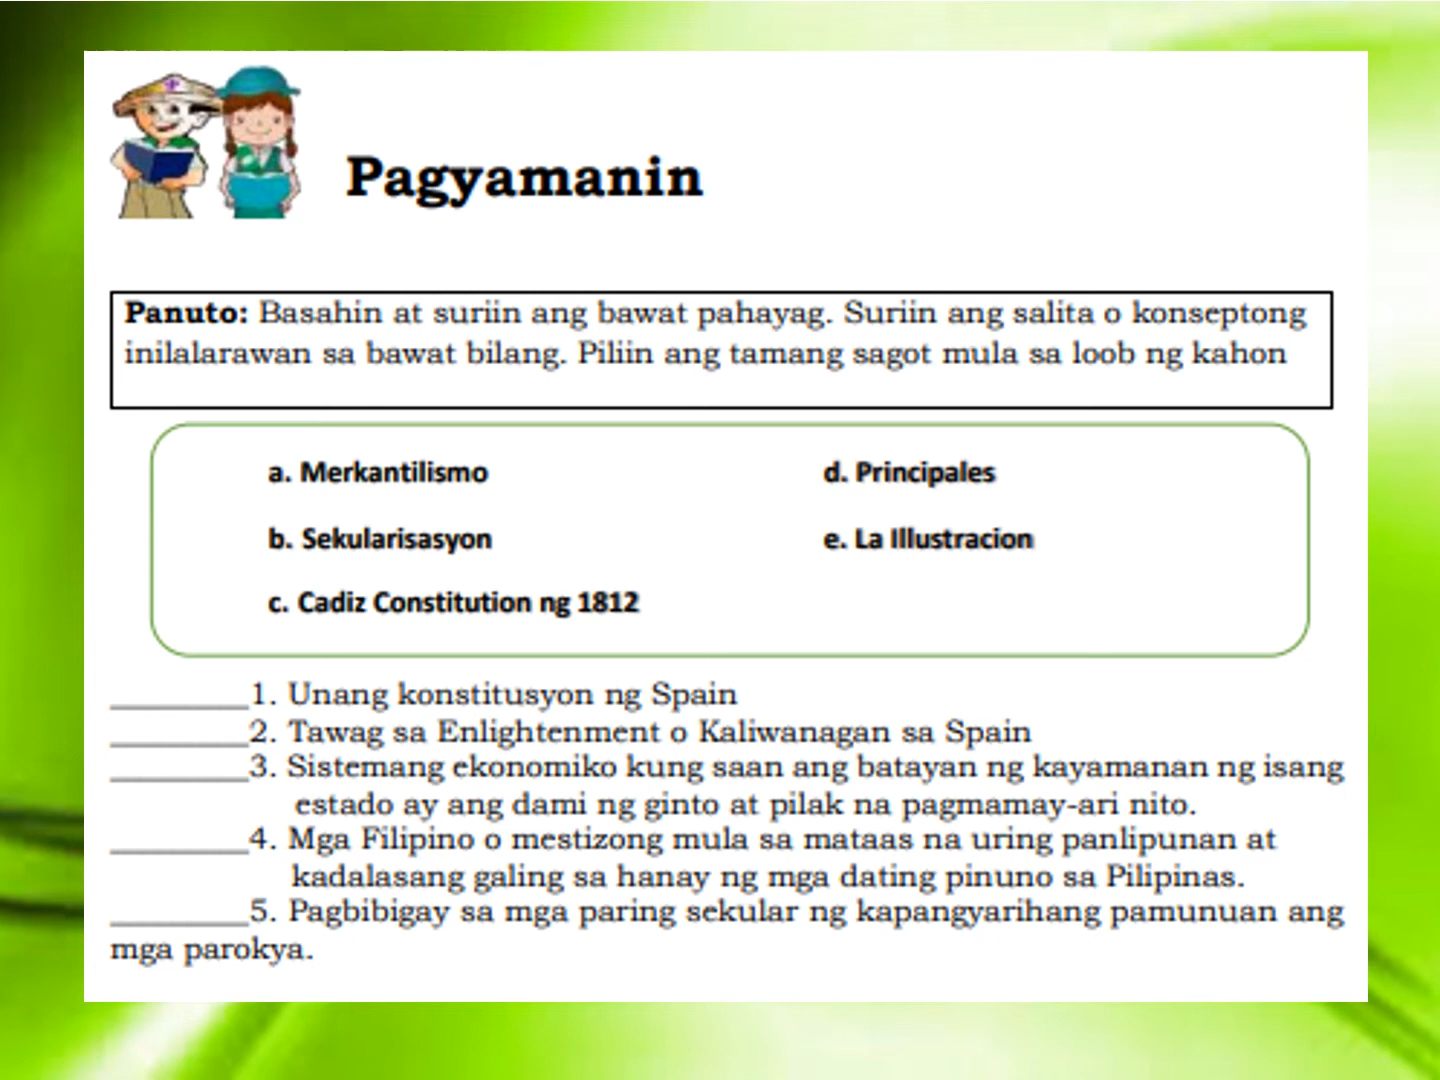 Pagyamanin
Panuto: Basahin at suriin ang bawat pahayag. Suriin ang salita o konseptong
inilalarawan sa bawat bilang. Piliin ang tamang sagot mula sa loob ng kahon
a. Merkantilismo
b. Sekularisasyon
c. Cadiz Constitution ng 1812
d. Principales
e. La Illustracion
_________1. Unang konstitusyon ng Spain
_________2. Tawag sa Enlightenment o Kaliwanagan sa Spain
_________3. Sistemang ekonomiko kung saan ang batayan ng kayamanan ng isang
estado ay ang dami ng ginto at pilak na pagmamay-ari nito.
_________4. Mga Filipino o mestizong mula sa mataas na uring panlipunan at
kadalasang galing sa hanay ng mga dating pinuno sa Pilipinas.
_________5. Pagbibigay sa mga paring sekular ng kapangyarihang pamunuan ang
mga parokya.